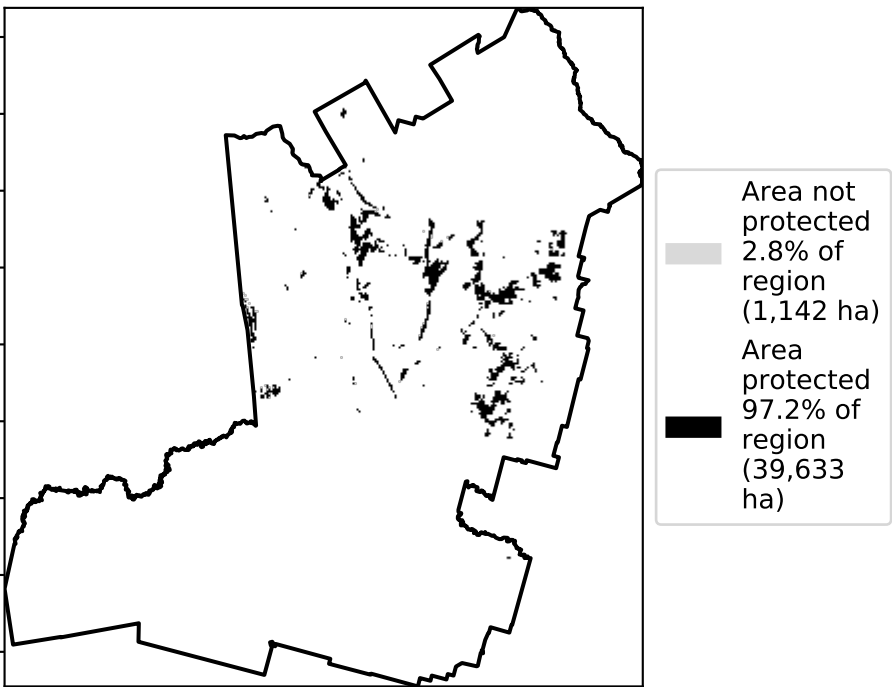 Area not
protected
2.8% of
region
(1,142 ha)
Area
protected
97.2% of
region
(39,633
ha)